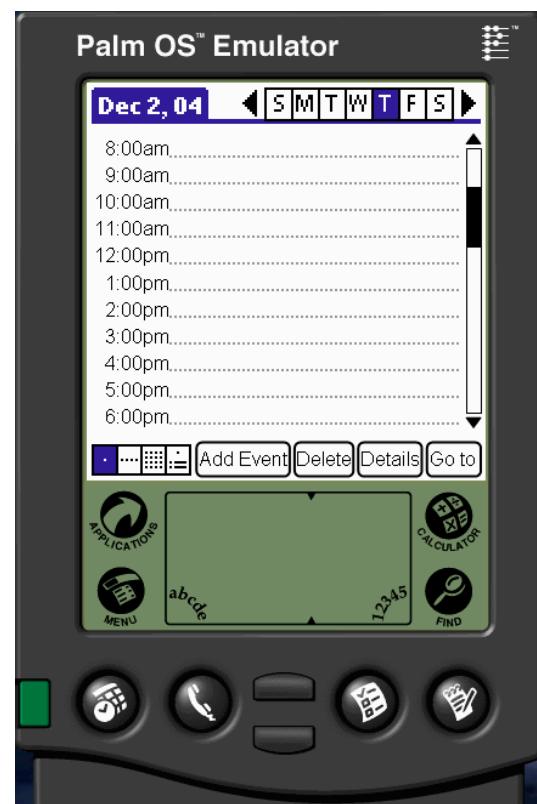 Palm OS™ Emulator
™
Dec 2, 04 S M T W T F S
8:00am
9:00am
10:00am
11:00am
12:00pm
1:00pm
2:00pm
3:00pm
4:00pm
5:00pm
6:00pm
Add Event Delete Details Go to
APPLICATIONS
CALCULATOR
MENU
abcde
12345
FIND